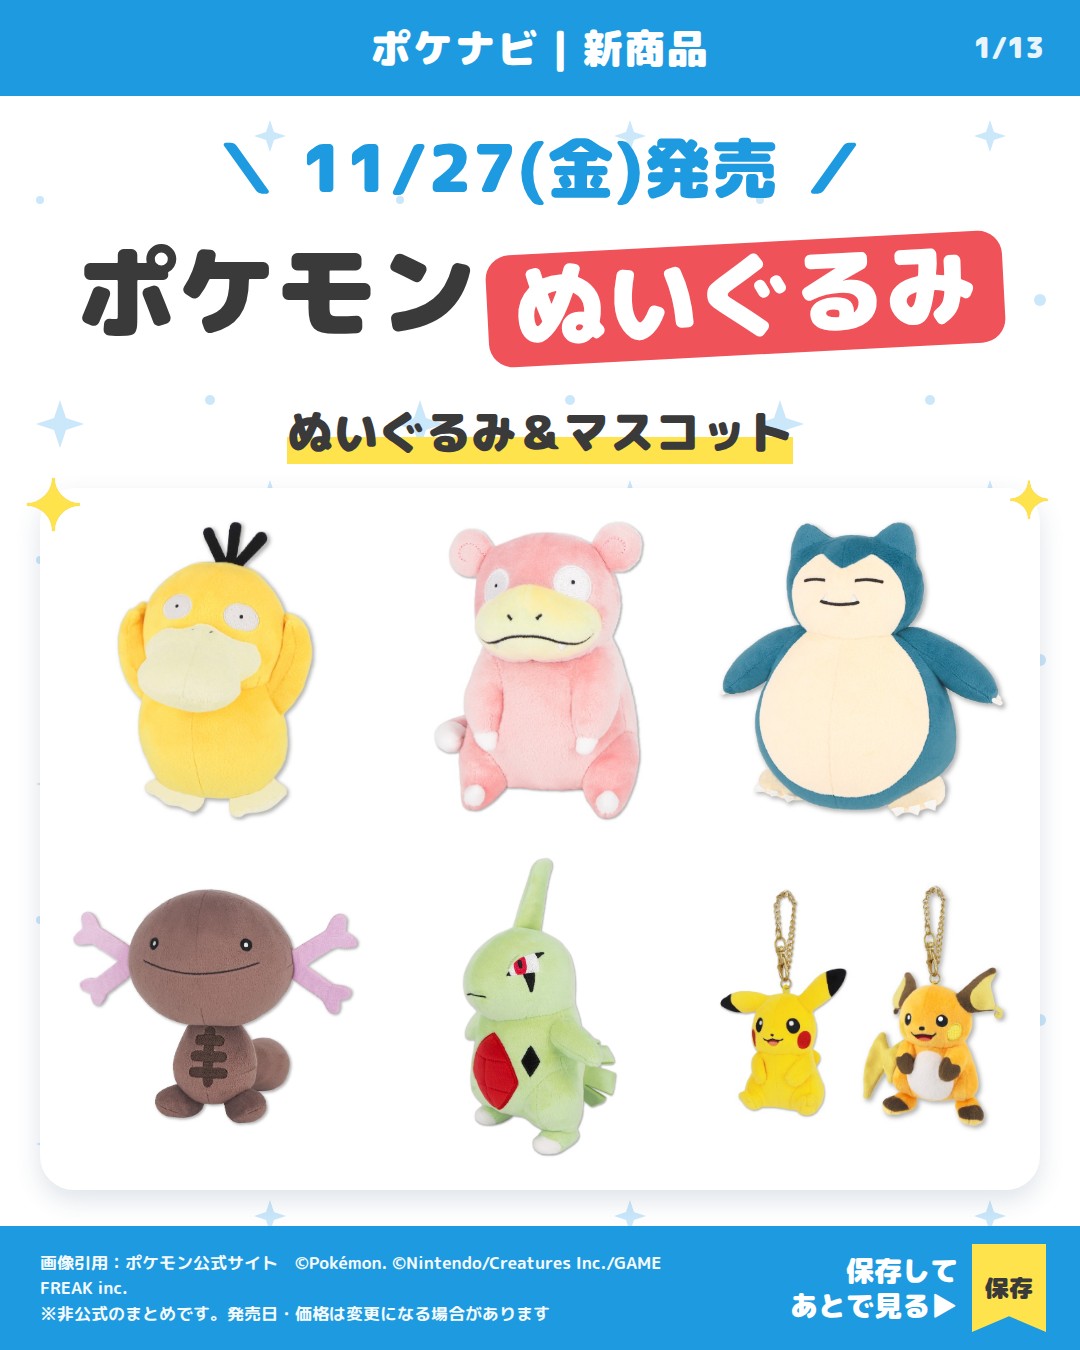 ポケナビ | 新商品
1/13
＼ 11/27(金)発売 ／
ポケモン ぬいぐるみ
ぬいぐるみ＆マスコット
画像引用：ポケモン公式サイト　©Pokémon. ©Nintendo/Creatures Inc./GAME
FREAK inc.
※非公式のまとめです。発売日・価格は変更になる場合があります
保存して
あとで見る▶
保存